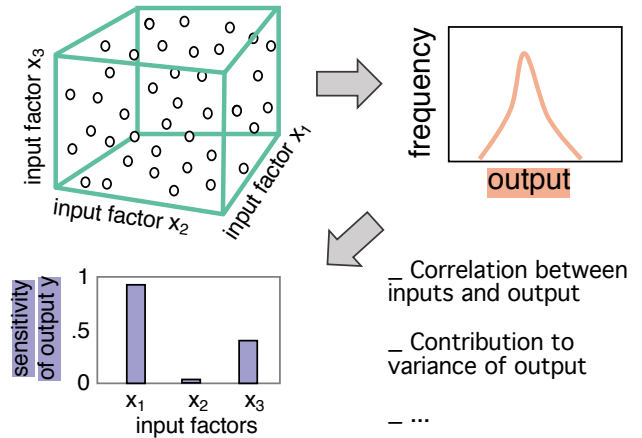 input factor x3
input factor x2
input factor x1
frequency
output
sensitivity
of output y
1
.5
0
x1
x2
x3
input factors
_ Correlation between
inputs and output
_ Contribution to
variance of output
_ ...